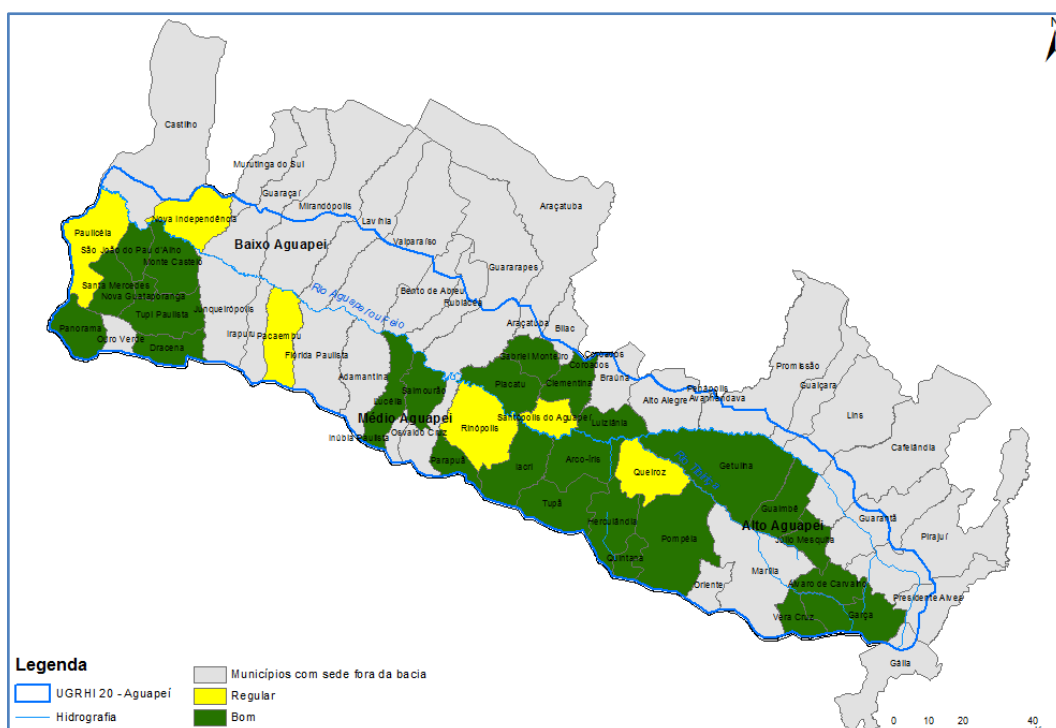 N
Castilho
Murutinga do Sul
Guaraçaí
Mirandópolis
Araçatuba
Nova Independência
Lavínia
Paulicéia
São João do Pau d'Alho
Baixo Aguapeí
Valparaíso
Monte Castelo
Guararapes
Santa Mercedes
Nova Guataporanga
Bento de Abreu
Rubiácea
Rio Aguapeí ou Feio
Junqueirópolis
Tupi Paulista
Panorama
Ouro Verde
Irapuru
Pacaembu
Araçatuba
Bilac
Dracena
Flórida Paulista
Gabriel Monteiro
Coroados
Coroados
Braúna
Promissão
Adamantina
Salmourão
Piacatu
Clementina
Penápolis
Guaiçara
Lucélia
Alto Alegre
Avanhandava
Médio Aguapeí
Santópolis do Aguapeí
Luiziânia
Lins
Rinópolis
Inúbia Paulista
Osvaldo Cruz
Cafelândia
Parapuã
Iacri
Arco-Íris
Queiroz
Getulina
Tupã
Guaimbê
Herculândia
Alto Aguapeí
Guarantã
Pompéia
Júlio Mesquita
Pirajuí
Quintana
Oriente
Marília
Álvaro de Carvalho
Presidente Alves
Vera Cruz
Garça
Gália
Legenda
UGRHI 20 - Aguapeí
Hidrografia
Municípios com sede fora da bacia
Regular
Bom
0 10 20 40